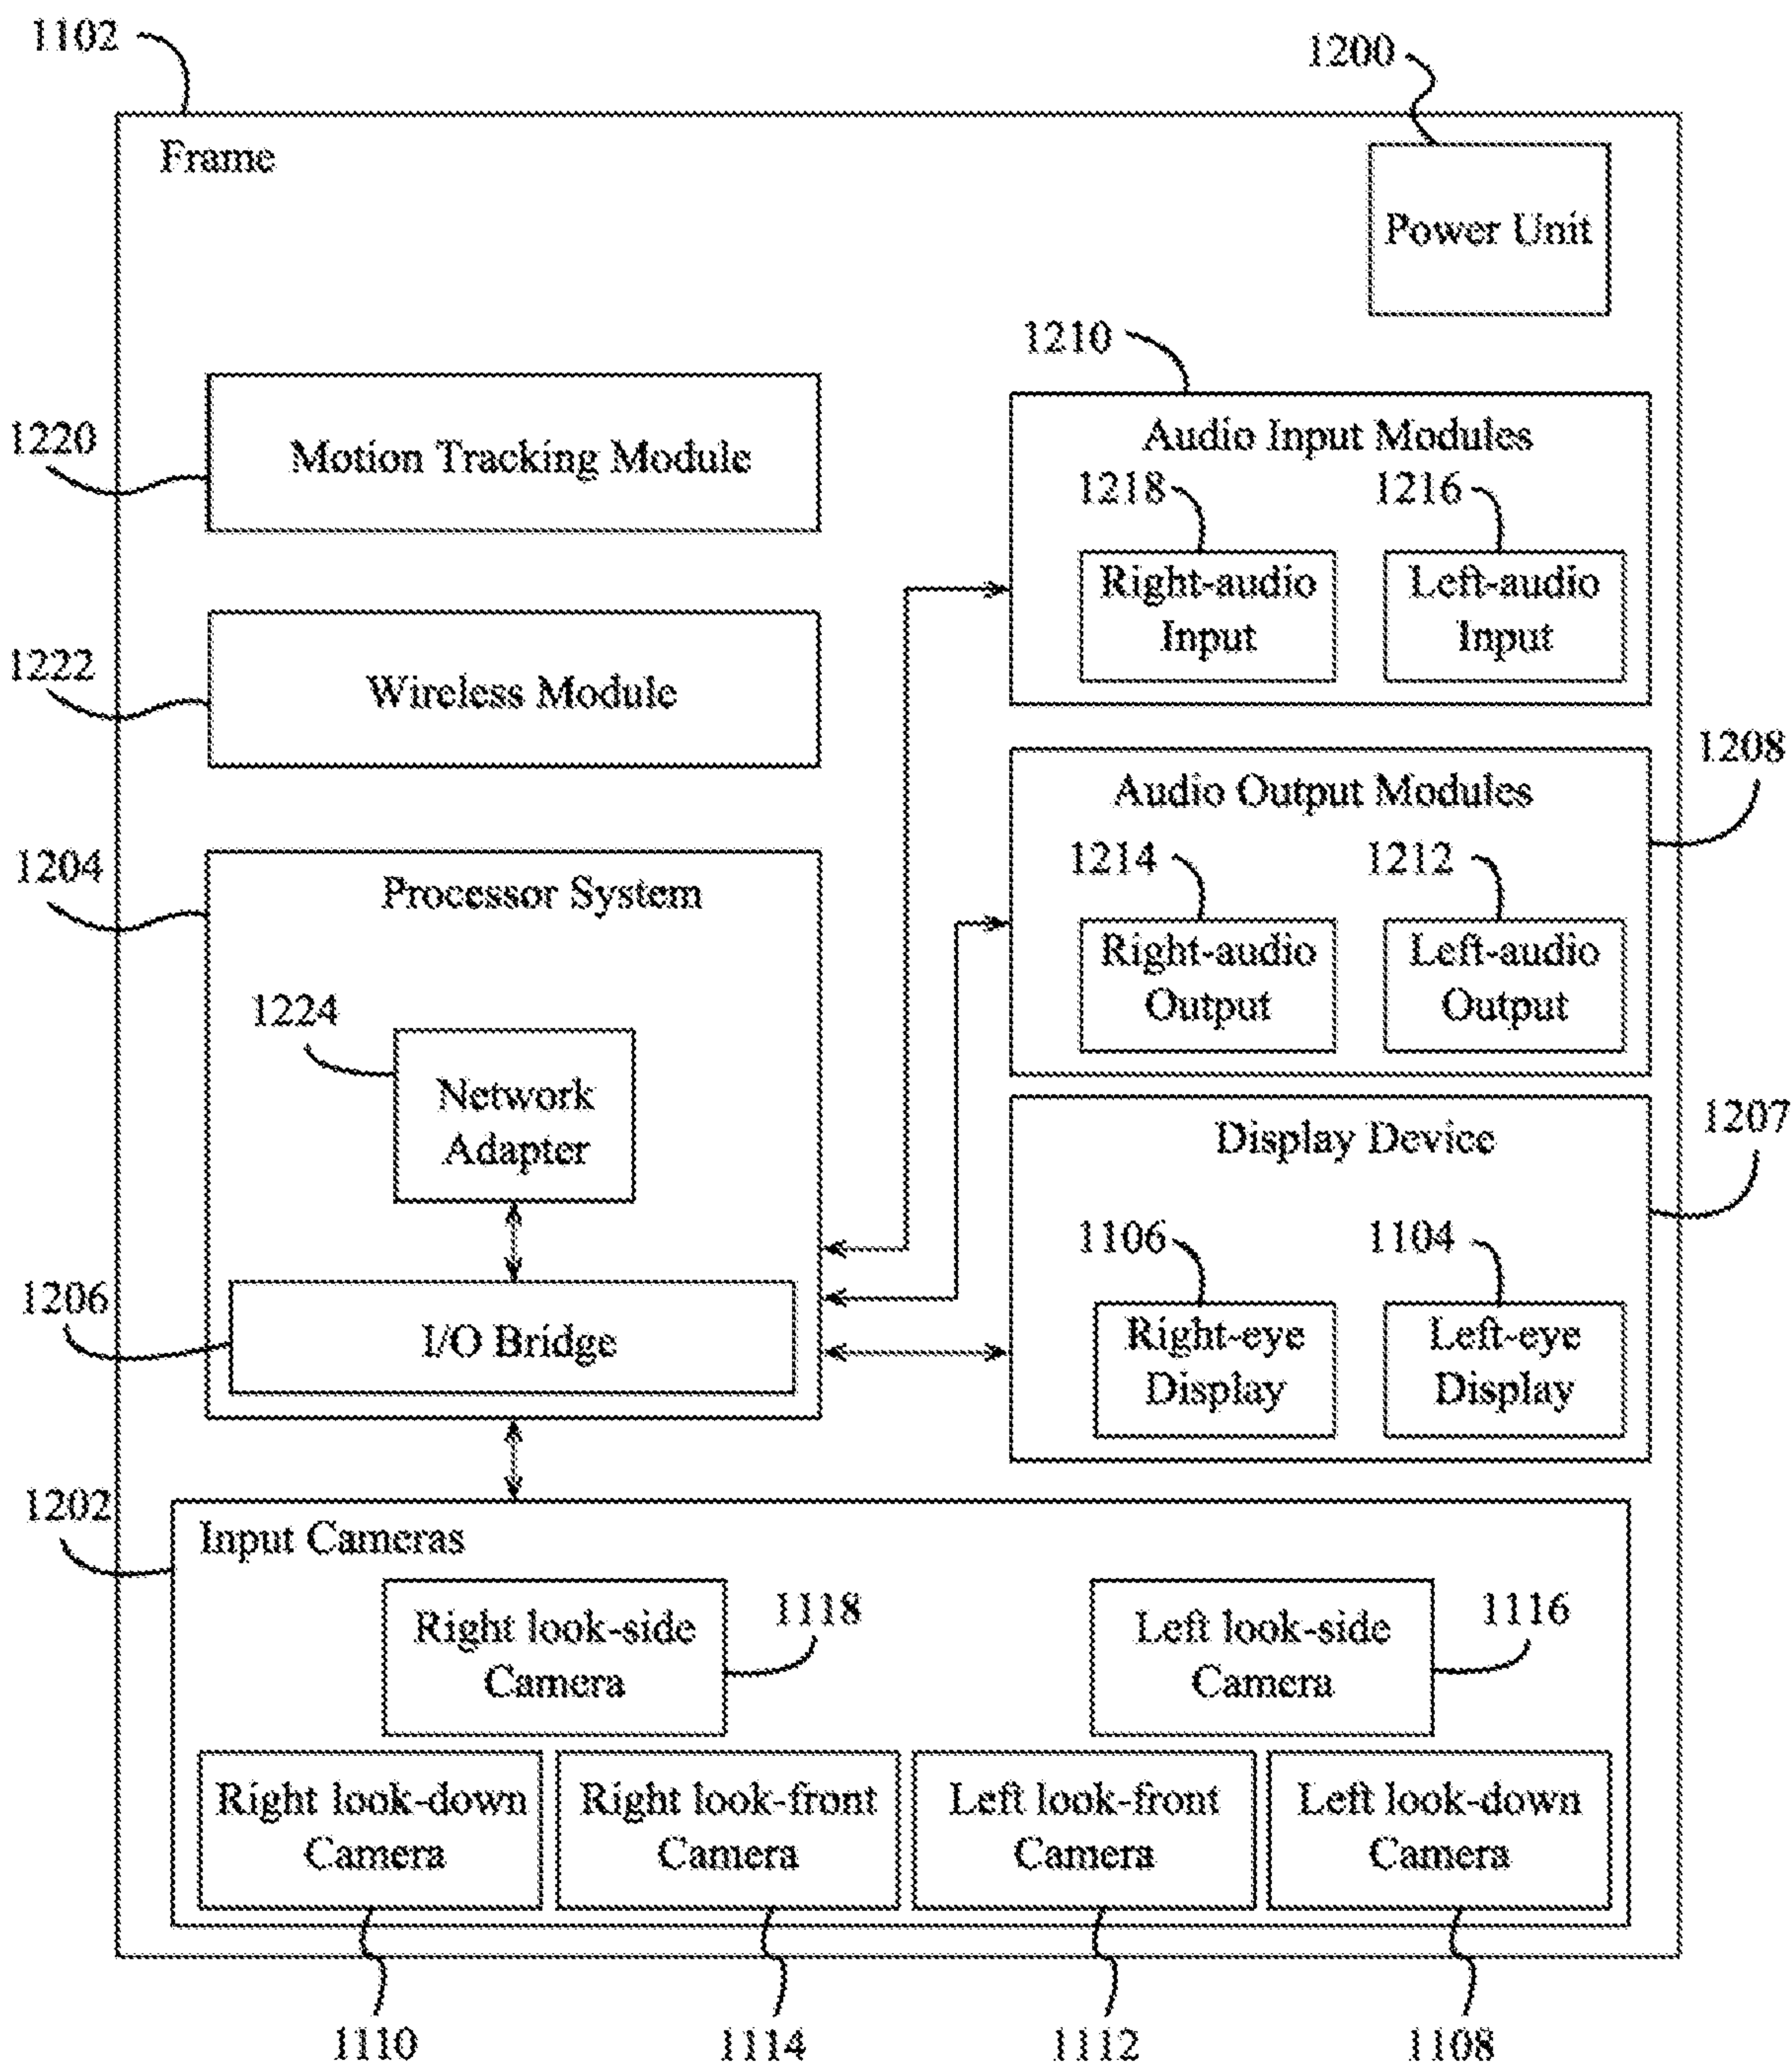 1102
1200
Frame
Power Unit
1210
1220
Motion Tracking Module
Audio Input Modules
1218
1216
Right-audio
Input
Left-audio
Input
1222
Wireless Module
1208
Audio Output Modules
1204
Processor System
1214
1212
Right-audio
Output
Left-audio
Output
1224
Network
Adapter
1207
Display Device
1106
1104
1206
I/O Bridge
Right-eye
Display
Left-eye
Display
1202
Input Cameras
Right look-side
Camera
1118
Left look-side
Camera
1116
Right look-down
Camera
Right look-front
Camera
Left look-front
Camera
Left look-down
Camera
1110
1114
1112
1108